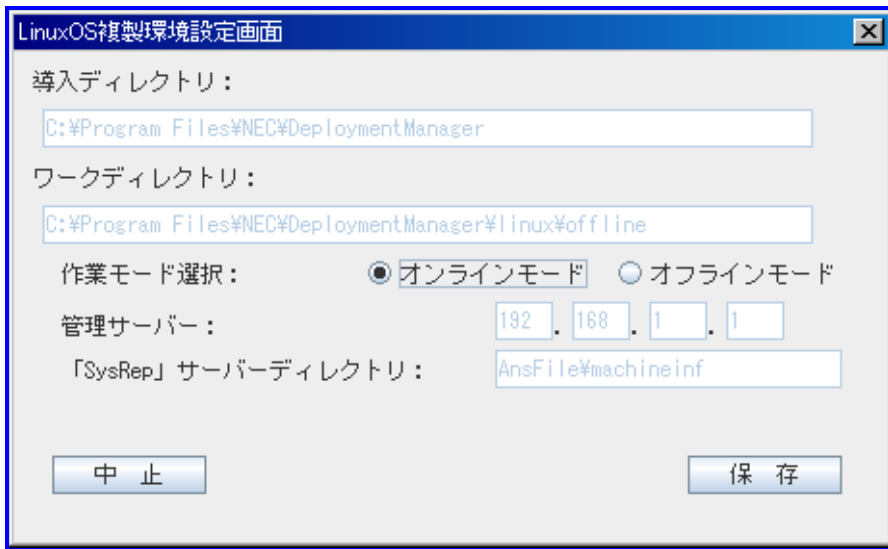 LinuxOS複製環境設定画面
導入ディレクトリ：
C:¥Program Files¥NEC¥DeploymentManager
ワークディレクトリ：
C:¥Program Files¥NEC¥DeploymentManager¥linux¥offline
作業モード選択： オンラインモード オフラインモード
管理サーバー： 192 . 168 . 1 . 1
「SysRep」サーバーディレクトリ： AnsFile¥machineinf
中 止 保 存